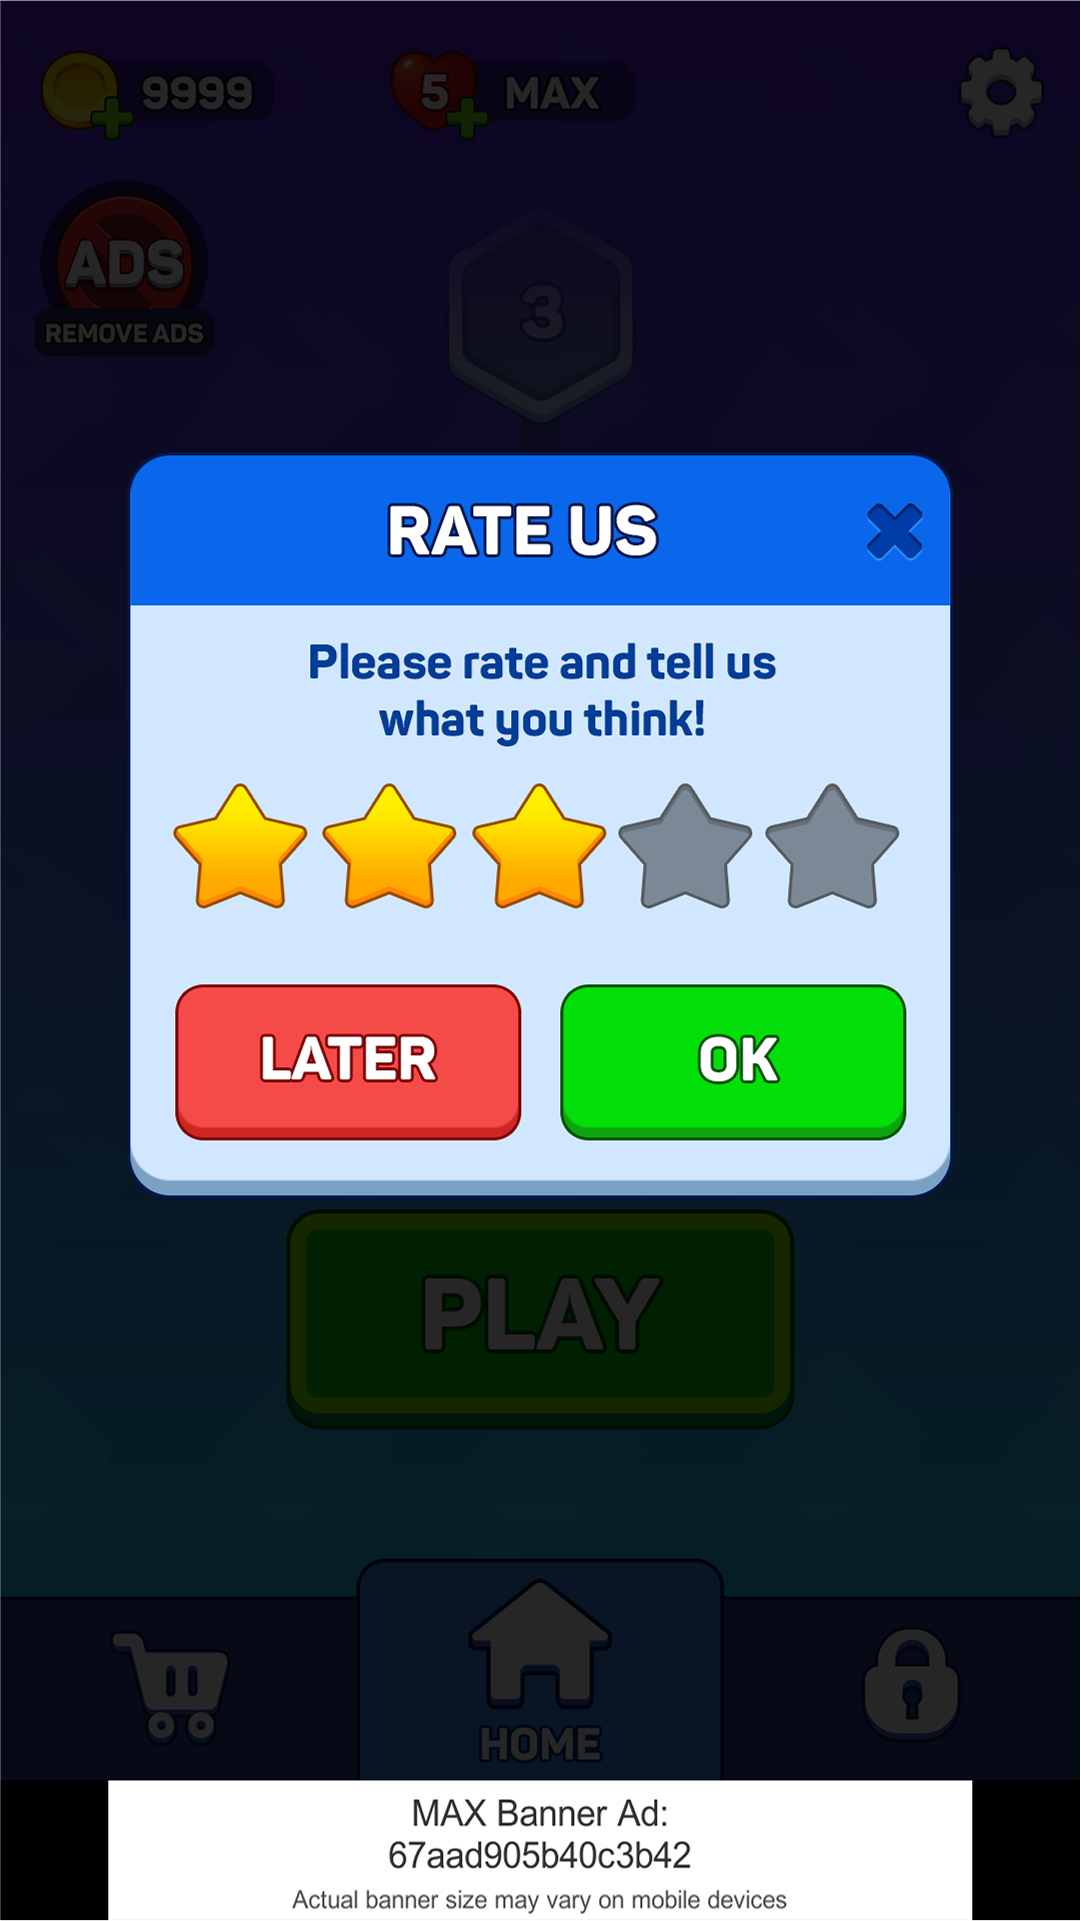 9999
5
MAX
ADS
REMOVE ADS
3
RATE US
Please rate and tell us
what you think!
LATER
OK
PLAY
HOME
MAX Banner Ad:
67aad905b40c3b42
Actual banner size may vary on mobile devices